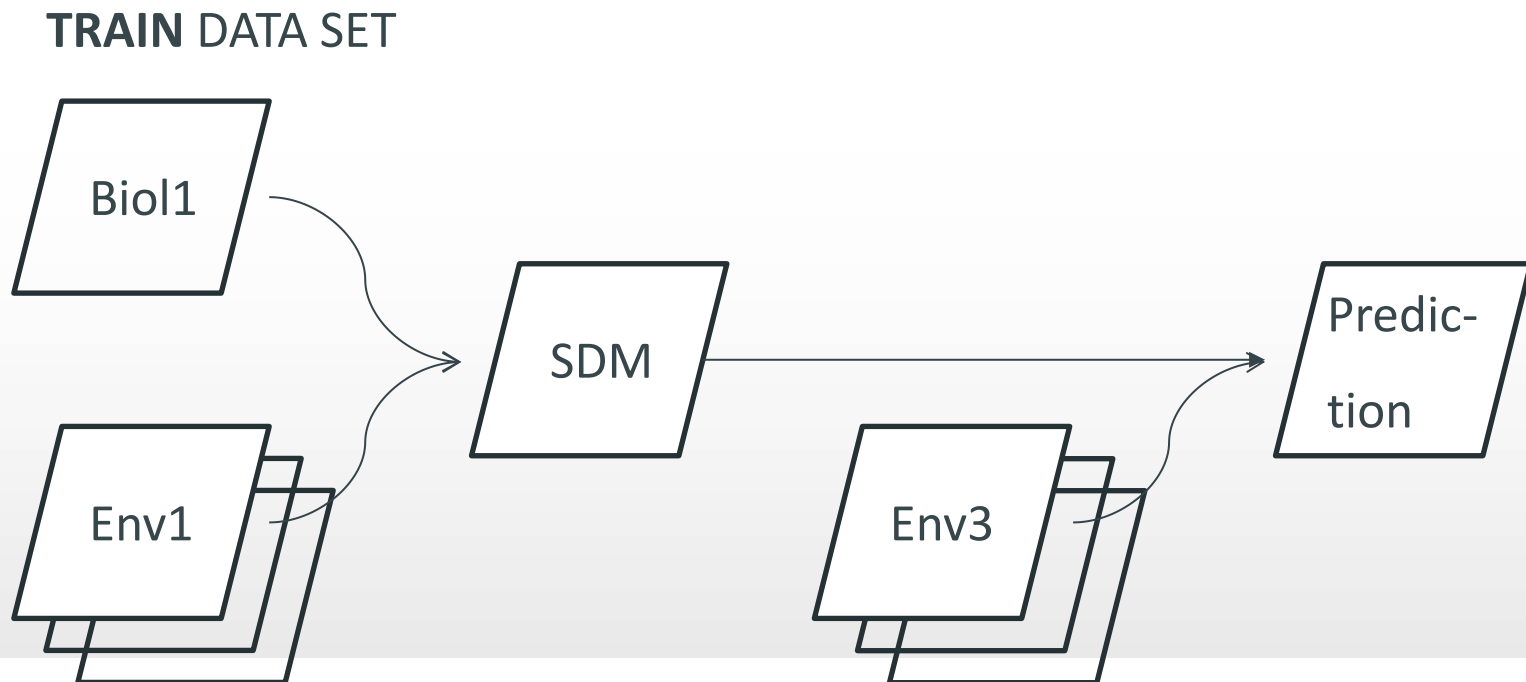 TRAIN DATA SET
Biol1
SDM
Predic-
tion
Env1
Env3